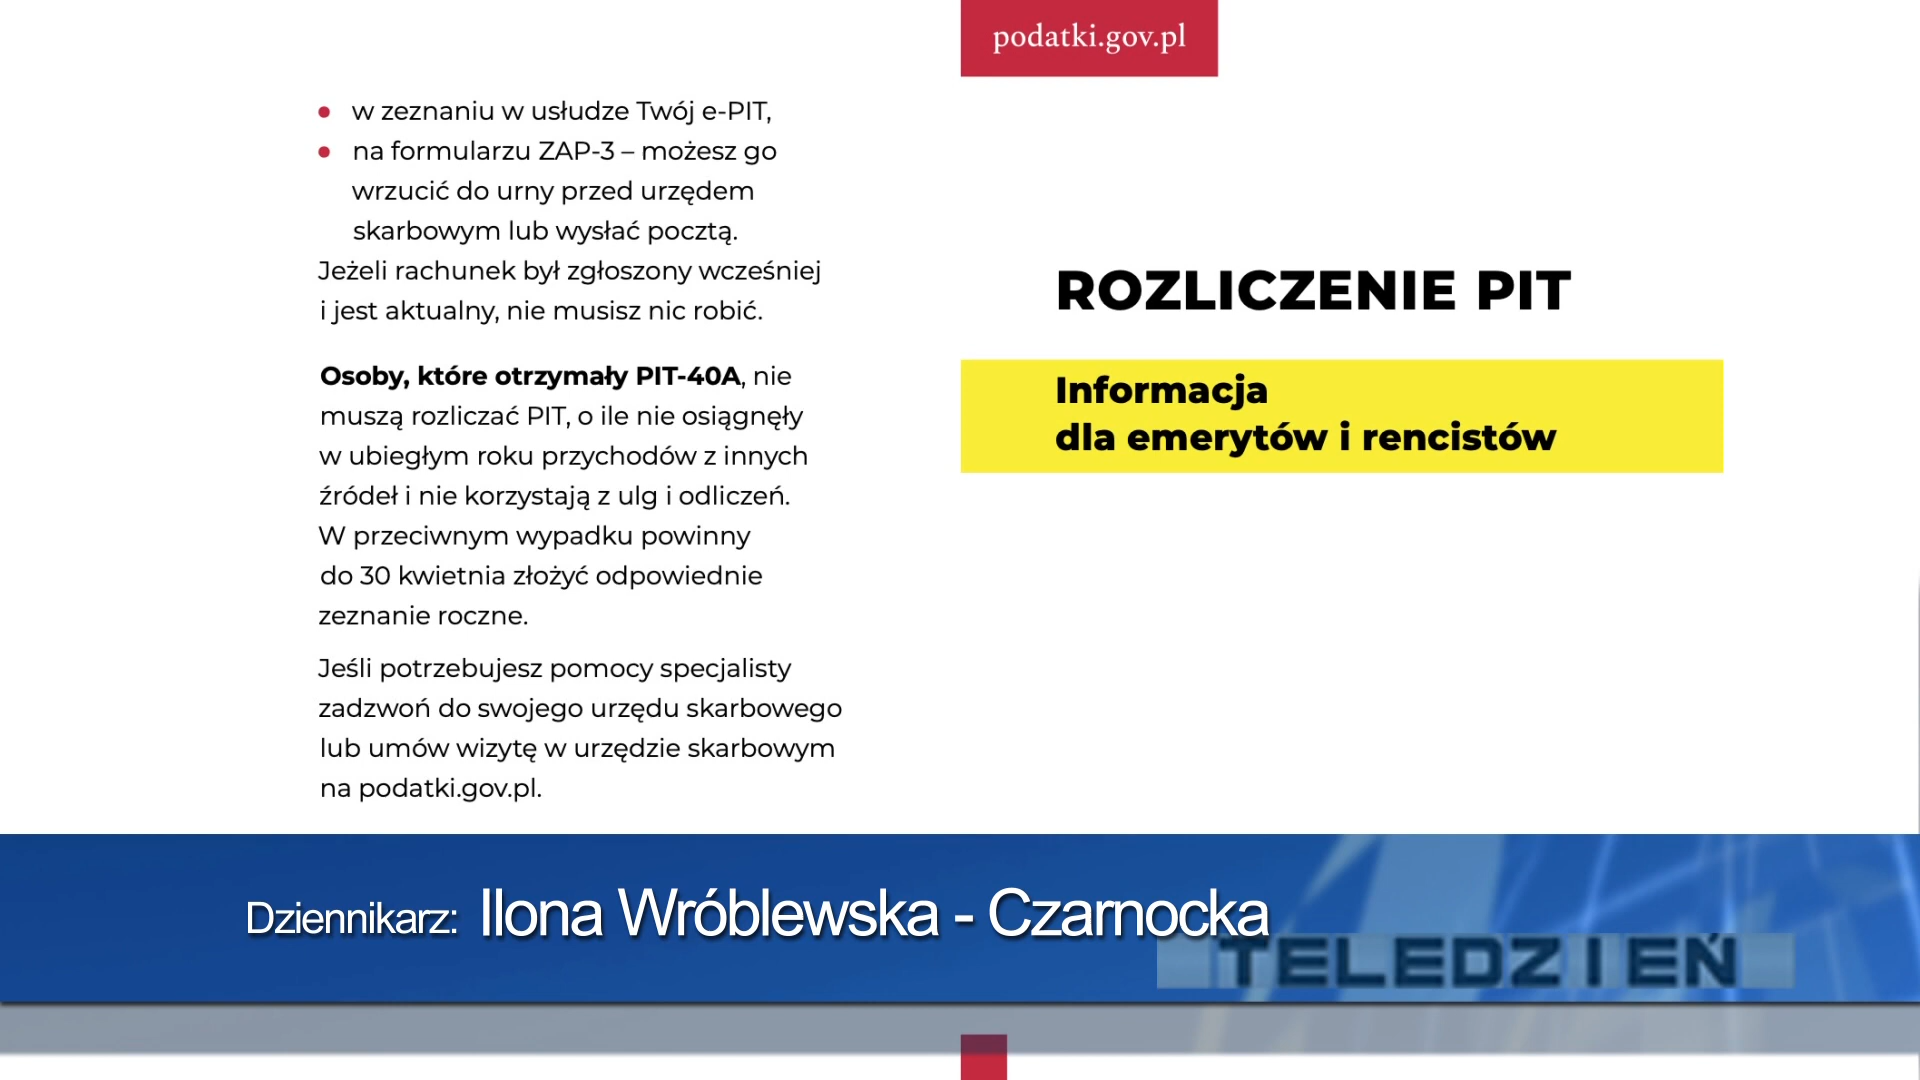 podatki.gov.pl
w zeznaniu w usłudze Twój e-PIT,
na formularzu ZAP-3 – możesz go
wrzucić do urny przed urzędem
skarbowym lub wysłać pocztą.
Jeżeli rachunek był zgłoszony wcześniej
i jest aktualny, nie musisz nic robić.
Osoby, które otrzymały PIT-40A, nie
muszą rozliczać PIT, o ile nie osiągnęły
w ubiegłym roku przychodów z innych
źródeł i nie korzystają z ulg i odliczeń.
W przeciwnym wypadku powinny
do 30 kwietnia złożyć odpowiednie
zeznanie roczne.
Jeśli potrzebujesz pomocy specjalisty
zadzwoń do swojego urzędu skarbowego
lub umów wizytę w urzędzie skarbowym
na podatki.gov.pl.
ROZLICZENIE PIT
Informacja
dla emerytów i rencistów
Dziennikarz: Ilona Wróblewska - Czarnocka
TELEDZIEŃ